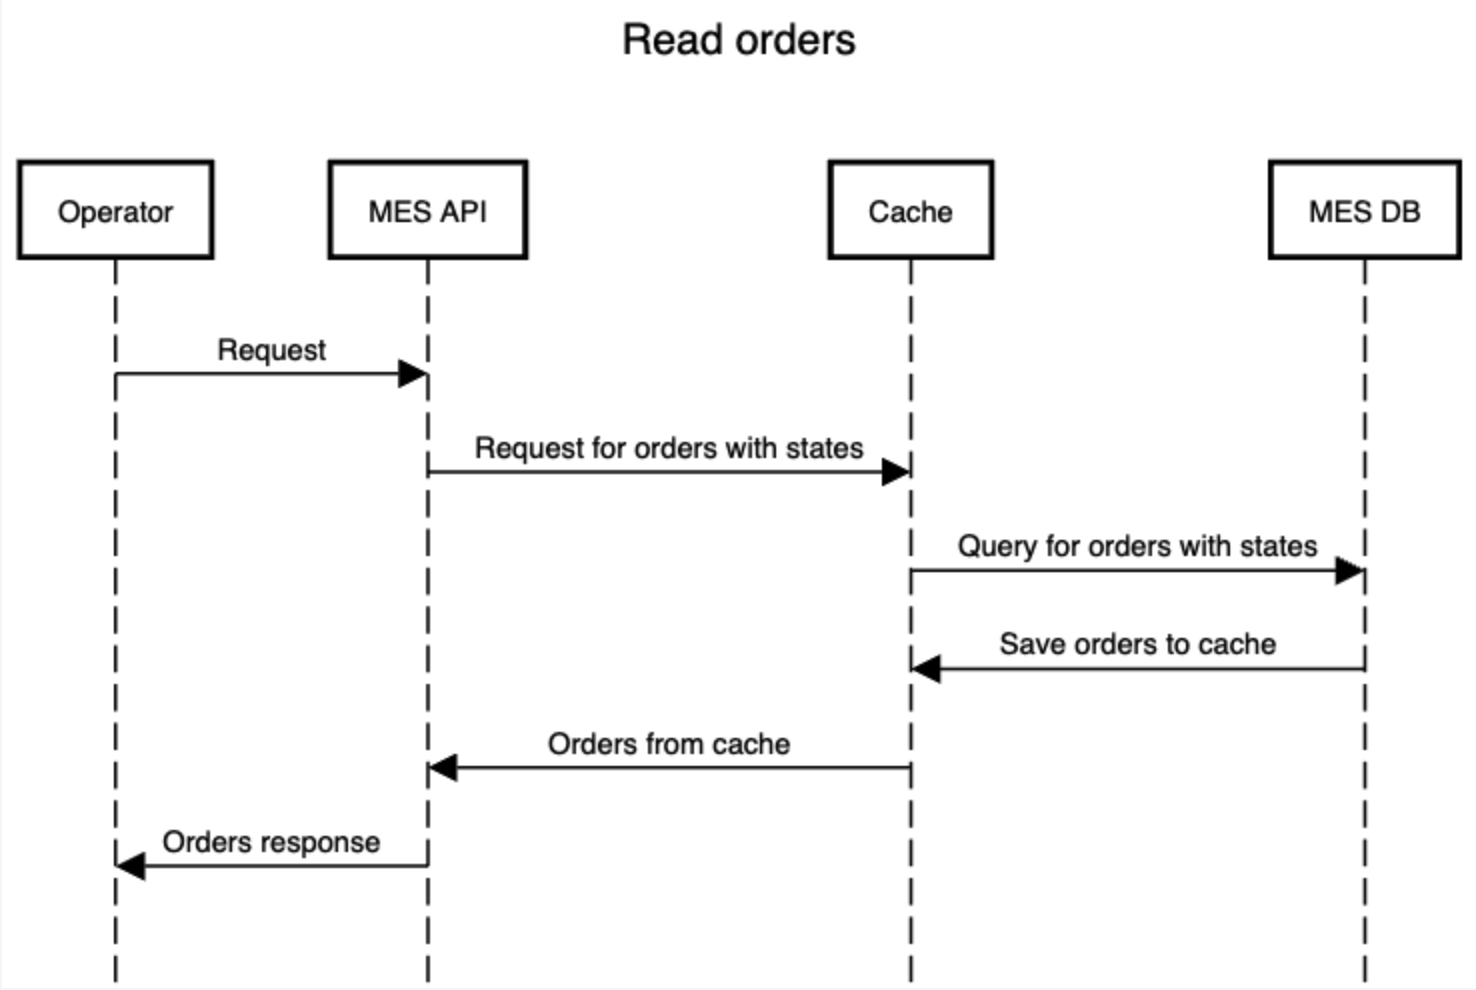 Read orders
Operator
MES API
Cache
MES DB
Request
Request for orders with states
Query for orders with states
Save orders to cache
Orders from cache
Orders response